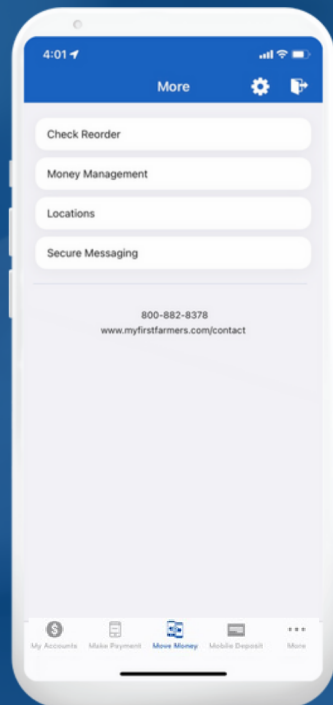 4:01
More
Check Reorder
Money Management
Locations
Secure Messaging
800-882-8378
www.myfirstfarmers.com/contact
My Accounts
Make Payment
Move Money
Mobile Deposit
More